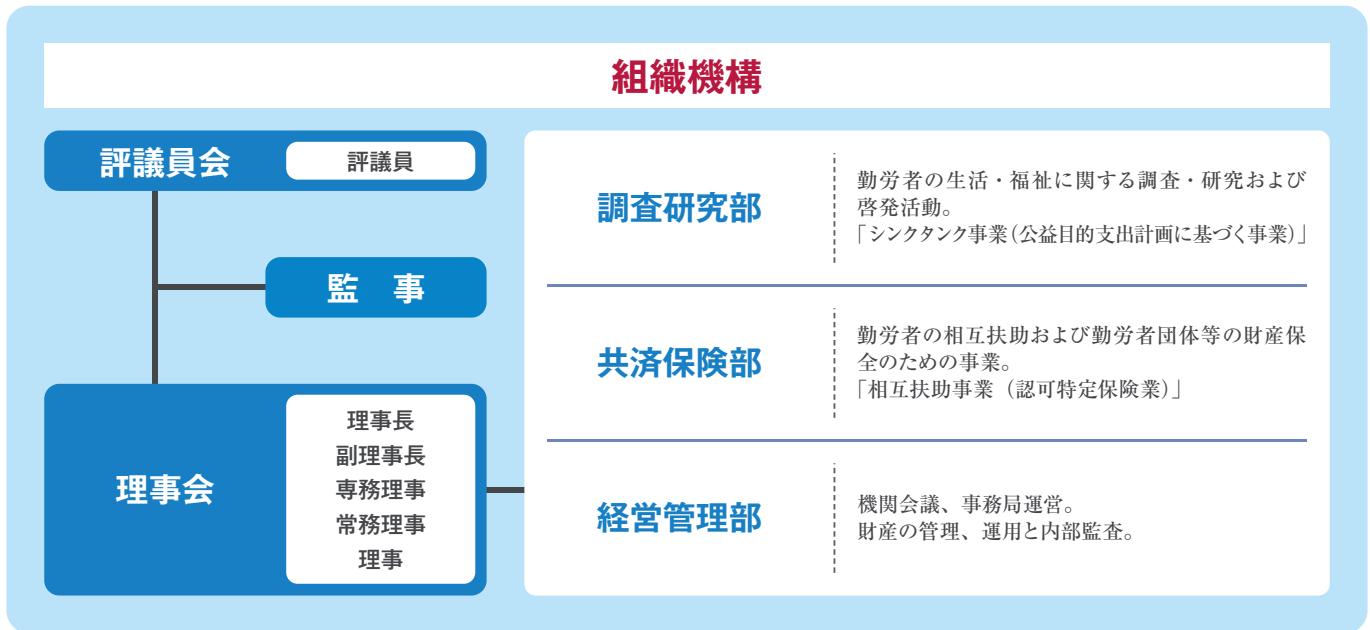 組織機構
評議員会
評議員
監　事
理事会
理事長
副理事長
専務理事
常務理事
理事
調査研究部
勤労者の生活・福祉に関する調査・研究および
啓発活動。
「シンクタンク事業(公益目的支出計画に基づく事業)」
共済保険部
勤労者の相互扶助および勤労者団体等の財産保
全のための事業。
「相互扶助事業（認可特定保険業）」
経営管理部
機関会議、事務局運営。
財産の管理、運用と内部監査。